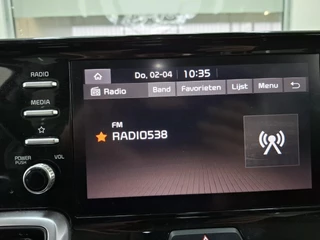 RADIO
MEDIA
POWER
PUSH
VOL
Do, 02-04
10:35
Radio
Band
Favorieten
Lijst
Menu
FM
RADIO538